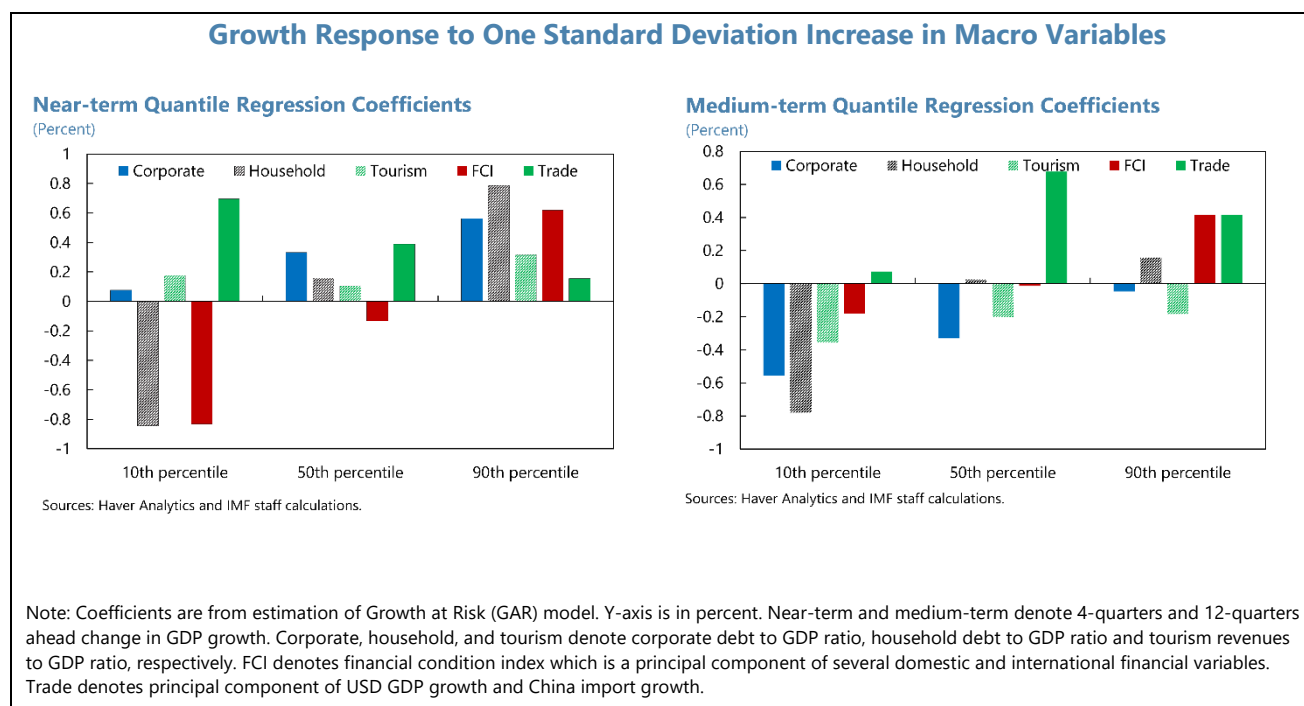 Growth Response to One Standard Deviation Increase in Macro Variables
Near-term Quantile Regression Coefficients
(Percent)
Corporate Household Tourism FCI Trade
1
0.8
0.6
0.4
0.2
0
-0.2
-0.4
-0.6
-0.8
-1
10th percentile 50th percentile 90th percentile
Sources: Haver Analytics and IMF staff calculations.
Medium-term Quantile Regression Coefficients
(Percent)
Corporate Household Tourism FCI Trade
0.8
0.6
0.4
0.2
0
-0.2
-0.4
-0.6
-0.8
-1
10th percentile 50th percentile 90th percentile
Sources: Haver Analytics and IMF staff calculations.
Note: Coefficients are from estimation of Growth at Risk (GAR) model. Y-axis is in percent. Near-term and medium-term denote 4-quarters and 12-quarters
ahead change in GDP growth. Corporate, household, and tourism denote corporate debt to GDP ratio, household debt to GDP ratio and tourism revenues
to GDP ratio, respectively. FCI denotes financial condition index which is a principal component of several domestic and international financial variables.
Trade denotes principal component of USD GDP growth and China import growth.